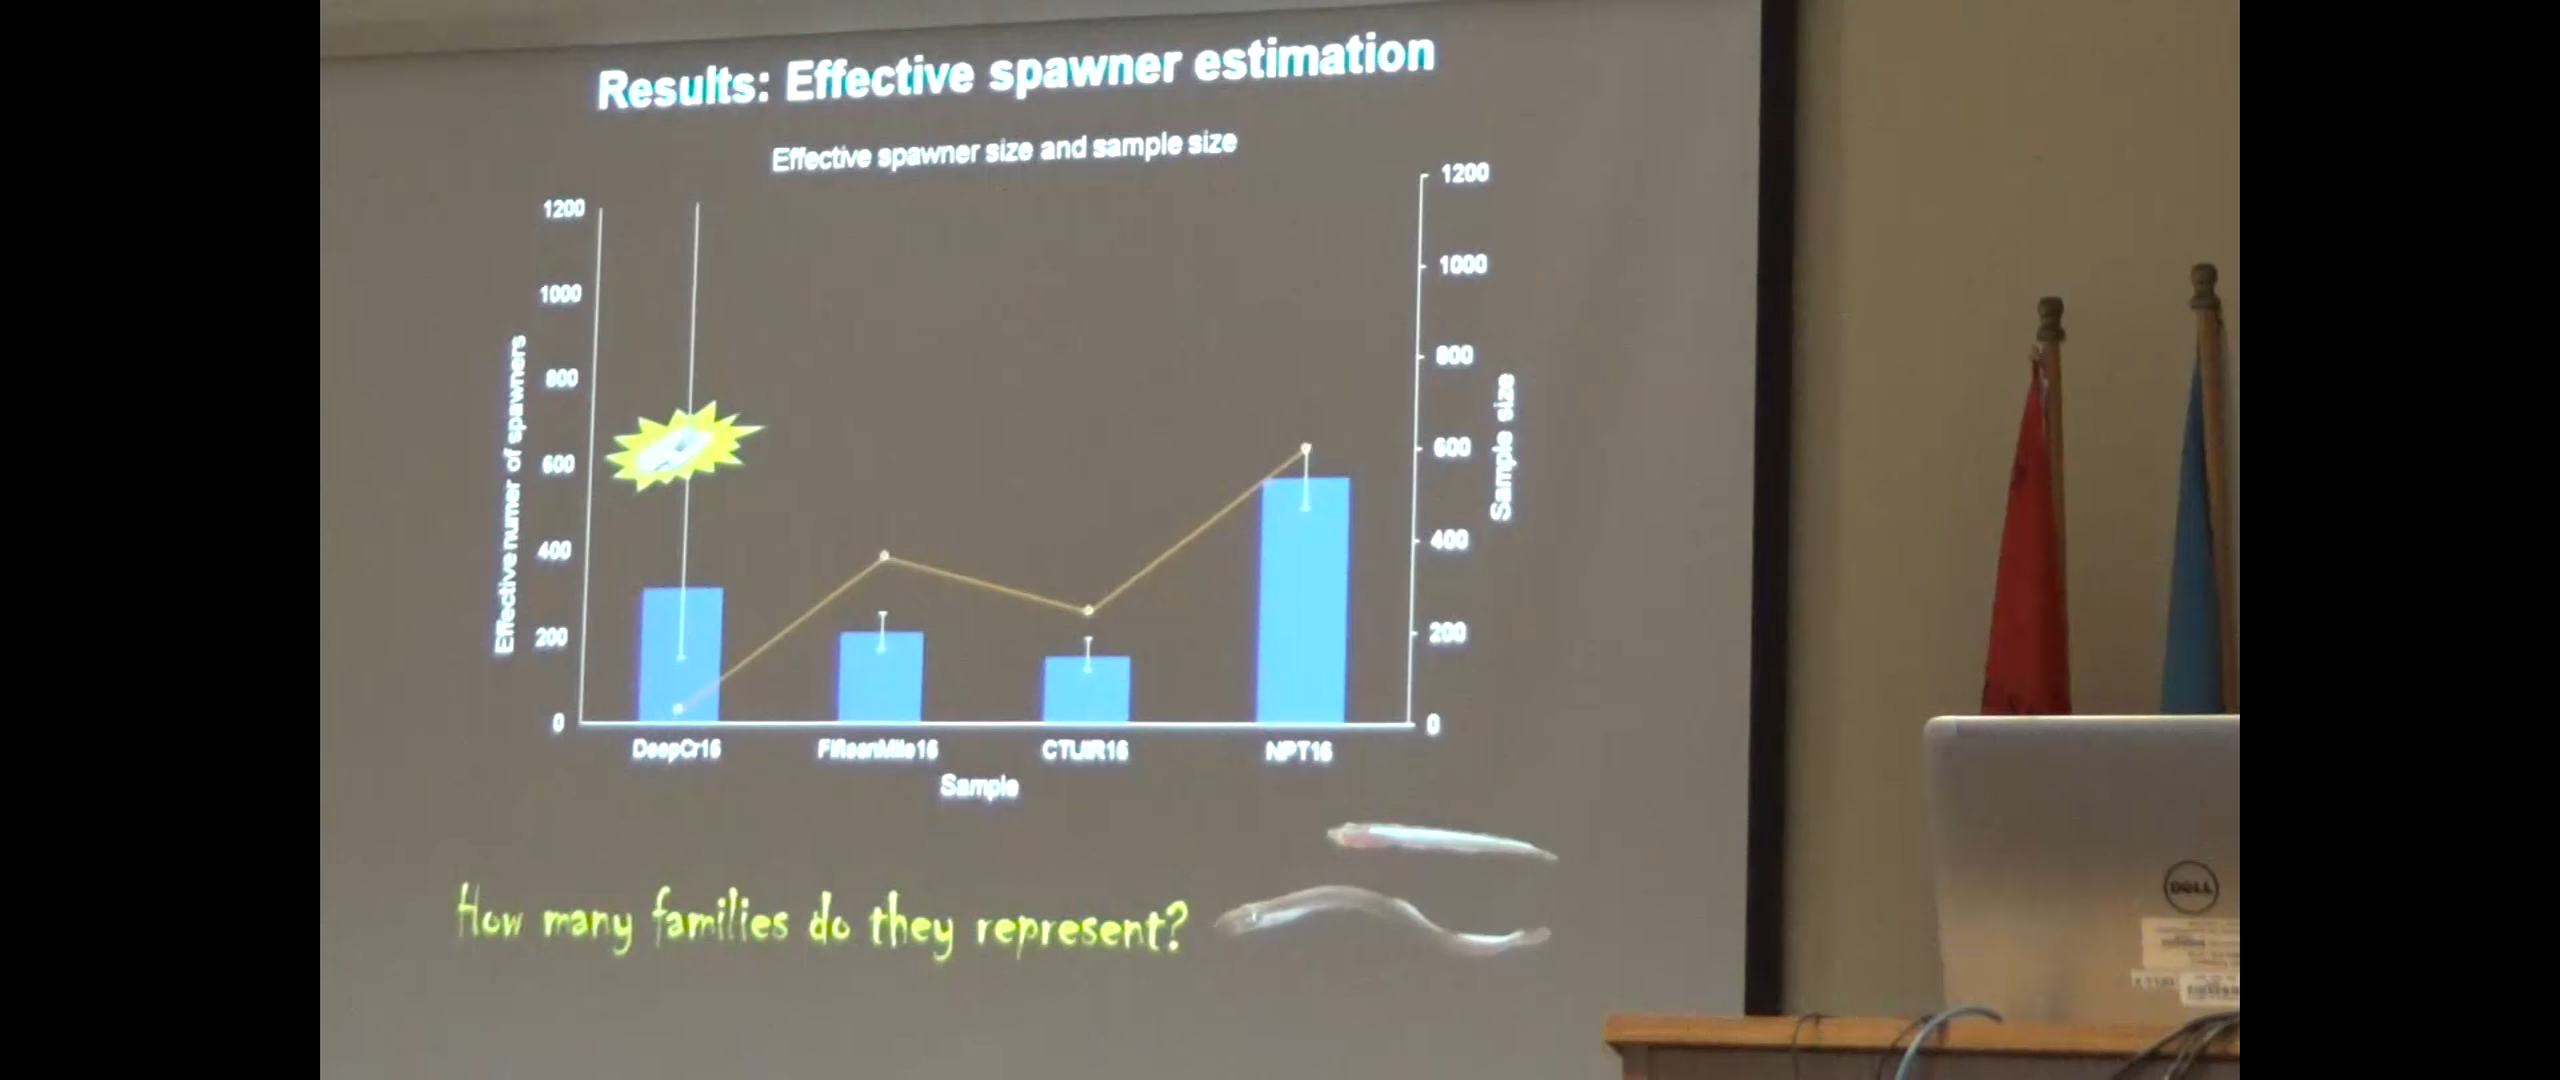 Results: Effective spawner estimation
Effective spawner size and sample size
1200
1000
800
600
400
200
0
Effective numer of spawners
1200
1000
800
600
400
200
0
Sample size
DeepCr16
FifteenMile16
CTUIR16
NPT16
Sample
How many families do they represent?
DELL